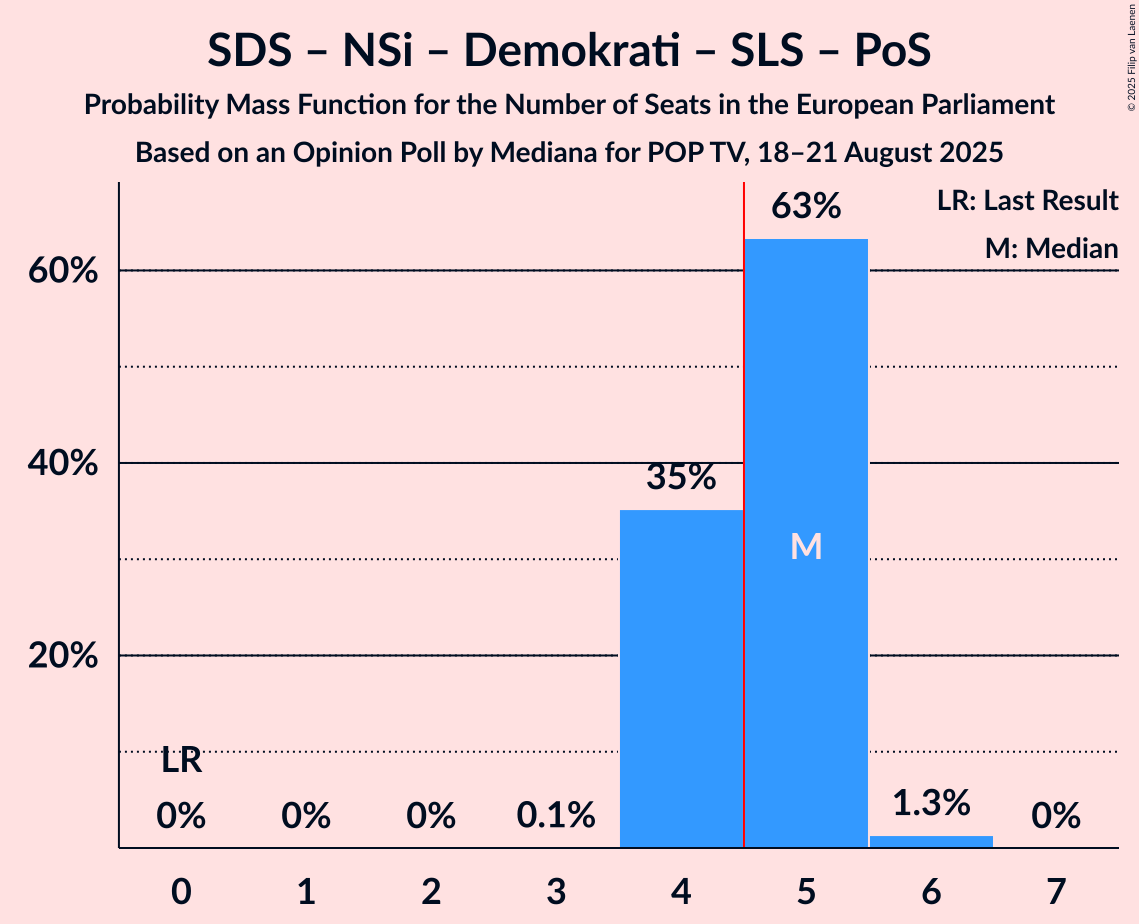 SDS – NSi – Demokrati – SLS – PoS
Probability Mass Function for the Number of Seats in the European Parliament
Based on an Opinion Poll by Mediana for POP TV, 18–21 August 2025
© 2025 Filip van Laenen
LR: Last Result
M: Median
63%
60%
40%
35%
M
20%
LR
0%
0%
0%
0.1%
1.3%
0%
0
1
2
3
4
5
6
7